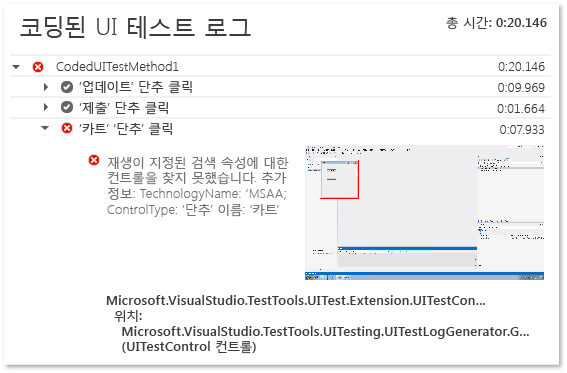 코딩된 UI 테스트 로그
총 시간: 0:20.146
CodedUITestMethod1 0:20.146
'업데이트' 단추 클릭 0:09.969
'제출' 단추 클릭 0:01.664
'카트' '단추' 클릭 0:07.933
재생이 지정된 검색 속성에 대한
컨트롤을 찾지 못했습니다. 추가
정보: TechnologyName: 'MSAA;
ControlType: '단추' 이름: '카트'
Microsoft.VisualStudio.TestTools.UITest.Extension.UITestCon...
위치:
Microsoft.VisualStudio.TestTools.UITesting.UITestLogGenerator.G...
(UITestControl 컨트롤)